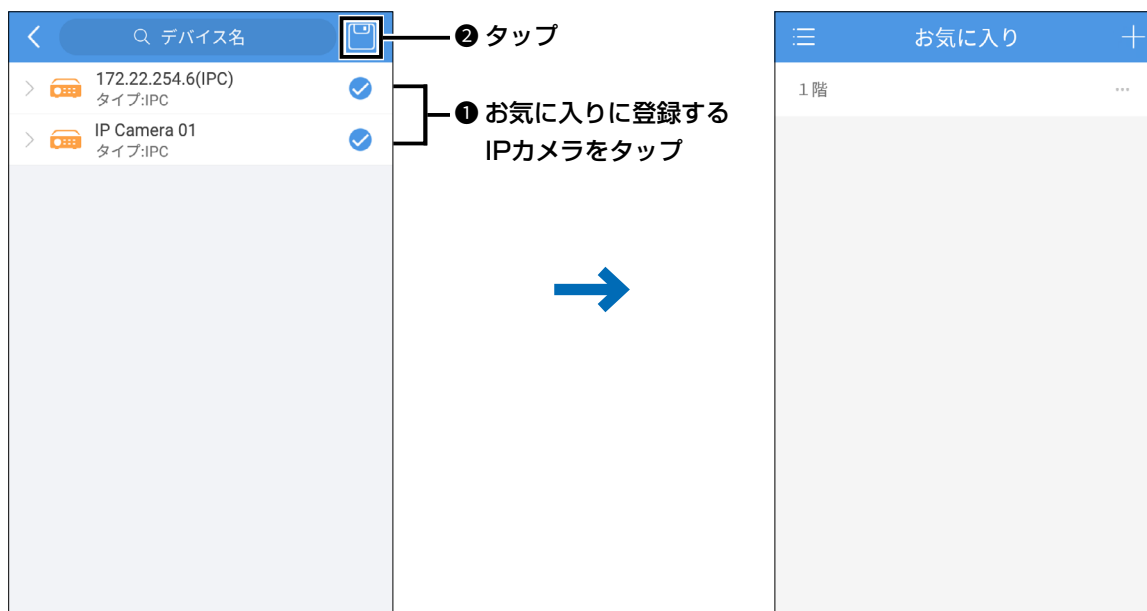 デバイス名
172.22.254.6(IPC)
タイプ:IPC
IP Camera 01
タイプ:IPC
❷ タップ
❶ お気に入りに登録する
IPカメラをタップ
お気に入り
1階